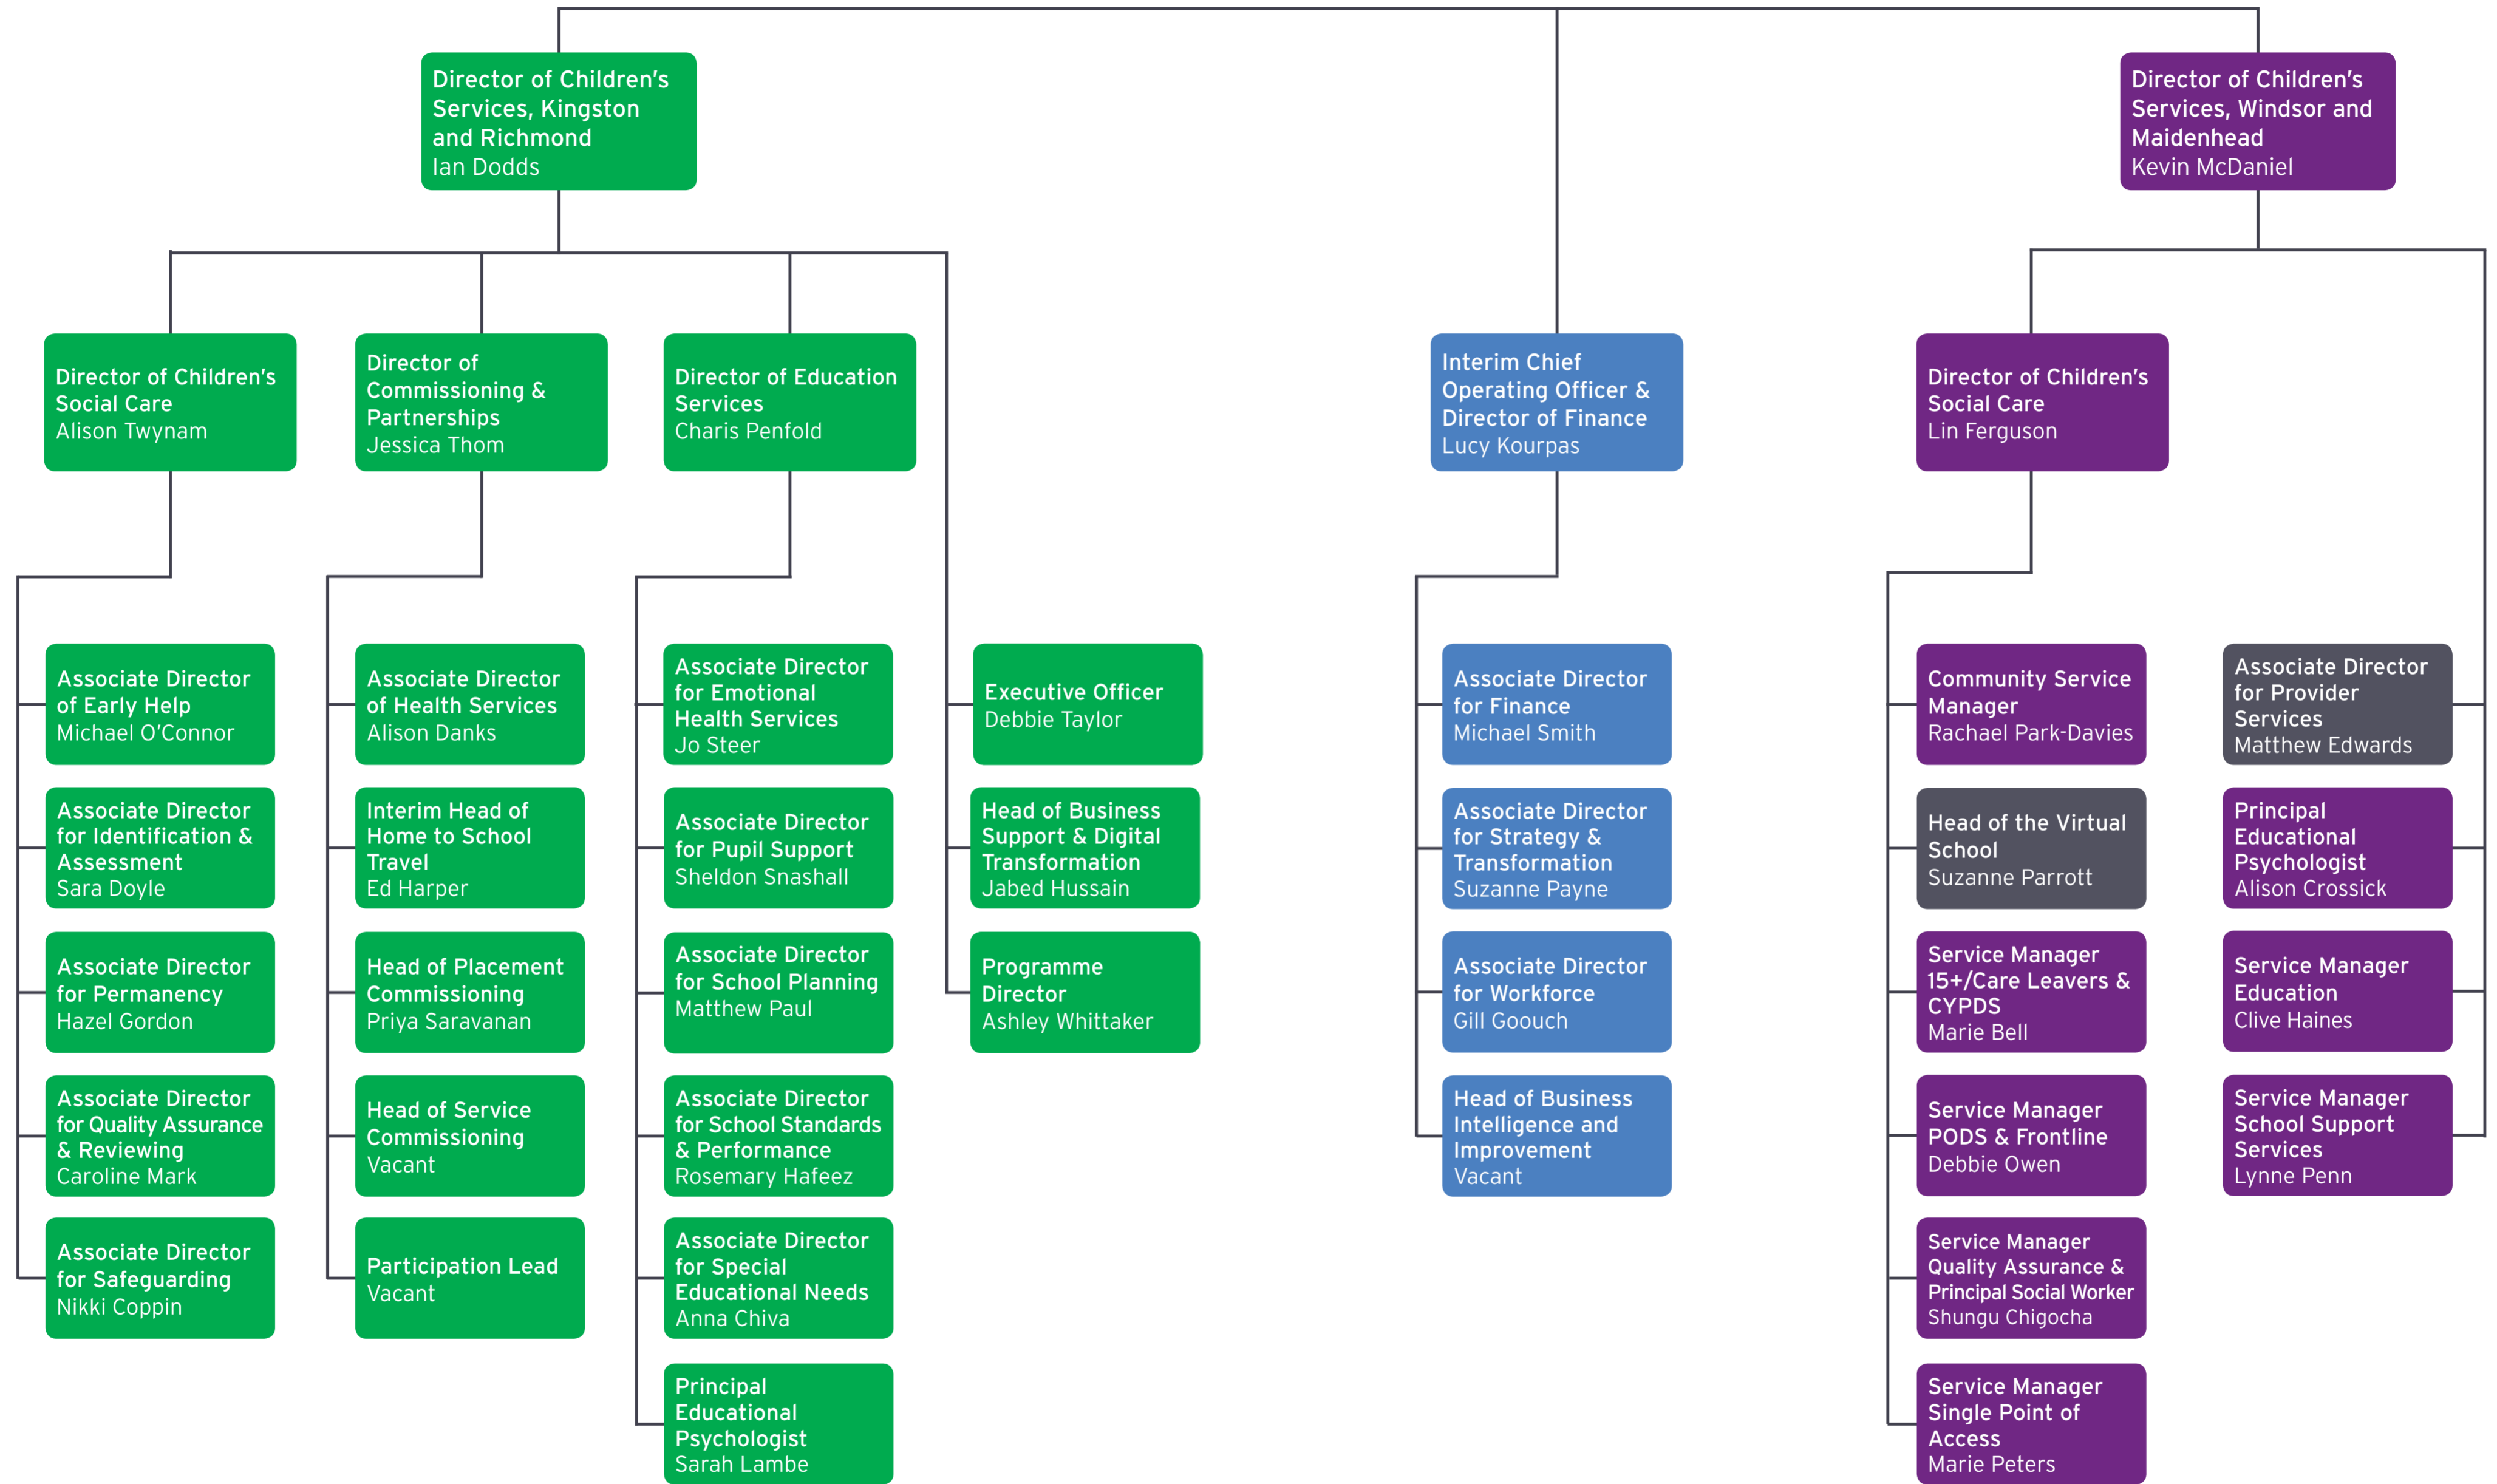 Director of Children's
Services, Kingston
and Richmond
Ian Dodds
Director of Children's
Services, Windsor and
Maidenhead
Kevin McDaniel
Director of Children's
Social Care
Alison Twynam
Director of
Commissioning &
Partnerships
Jessica Thom
Director of Education
Services
Charis Penfold
Interim Chief
Operating Officer &
Director of Finance
Lucy Kourpas
Director of Children's
Social Care
Lin Ferguson
Associate Director
of Early Help
Michael O'Connor
Associate Director
of Health Services
Alison Danks
Associate Director
for Emotional
Health Services
Jo Steer
Executive Officer
Debbie Taylor
Associate Director
for Finance
Michael Smith
Community Service
Manager
Rachael Park-Davies
Associate Director
for Provider
Services
Matthew Edwards
Associate Director
for Identification &
Assessment
Sara Doyle
Interim Head of
Home to School
Travel
Ed Harper
Associate Director
for Pupil Support
Sheldon Snashall
Head of Business
Support & Digital
Transformation
Jabed Hussain
Associate Director
for Strategy &
Transformation
Suzanne Payne
Head of the Virtual
School
Suzanne Parrott
Principal
Educational
Psychologist
Alison Crossick
Associate Director
for Permanency
Hazel Gordon
Head of Placement
Commissioning
Priya Saravanan
Associate Director
for School Planning
Matthew Paul
Programme
Director
Ashley Whittaker
Associate Director
for Workforce
Gill Goouch
Service Manager
15+/Care Leavers &
CYPDS
Marie Bell
Service Manager
Education
Clive Haines
Associate Director
for Quality Assurance
& Reviewing
Caroline Mark
Head of Service
Commissioning
Vacant
Associate Director
for School Standards
& Performance
Rosemary Hafeez
Head of Business
Intelligence and
Improvement
Vacant
Service Manager
PODS & Frontline
Debbie Owen
Service Manager
School Support
Services
Lynne Penn
Associate Director
for Safeguarding
Nikki Coppin
Participation Lead
Vacant
Associate Director
for Special
Educational Needs
Anna Chiva
Service Manager
Quality Assurance &
Principal Social Worker
Shungu Chigocha
Principal
Educational
Psychologist
Sarah Lambe
Service Manager
Single Point of
Access
Marie Peters